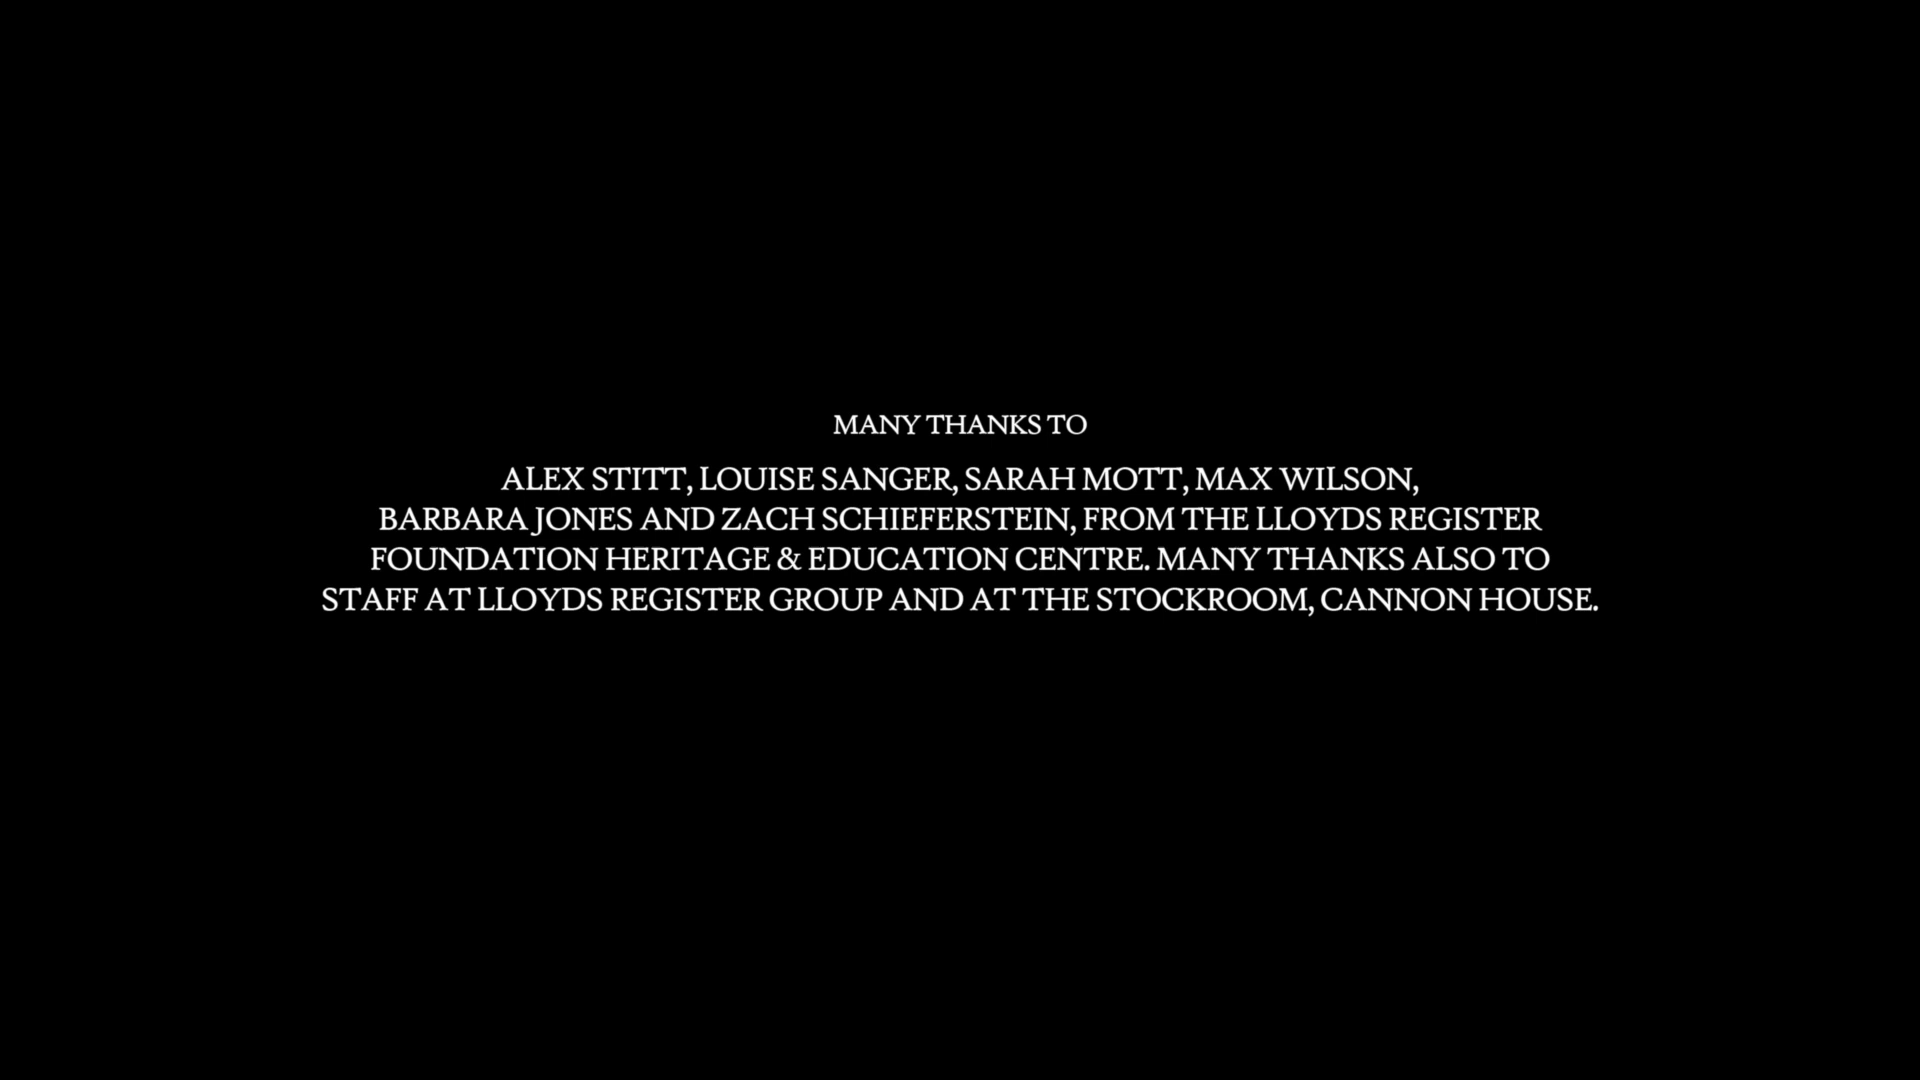 MANY THANKS TO
ALEX STITT, LOUISE SANGER, SARAH MOTT, MAX WILSON,
BARBARA JONES AND ZACH SCHIEFERSTEIN, FROM THE LLOYDS REGISTER
FOUNDATION HERITAGE & EDUCATION CENTRE. MANY THANKS ALSO TO
STAFF AT LLOYDS REGISTER GROUP AND AT THE STOCKROOM, CANNON HOUSE.